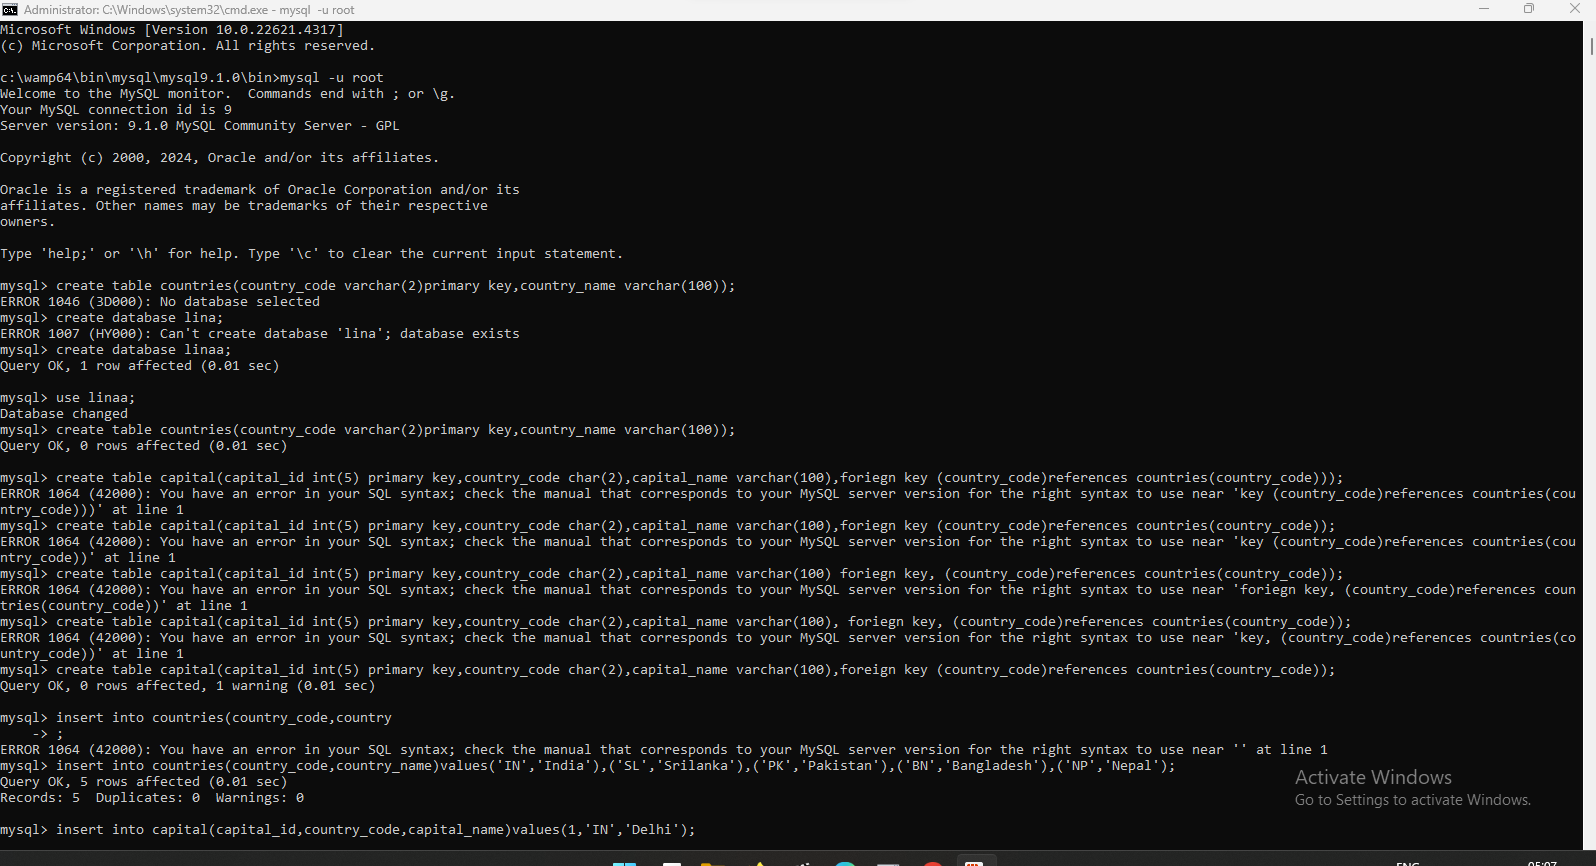 Administrator: C:\Windows\system32\cmd.exe - mysql  -u root
Microsoft Windows [Version 10.0.22621.4317]
(c) Microsoft Corporation. All rights reserved.
c:\wamp64\bin\mysql\mysql9.1.0\bin>mysql -u root
Welcome to the MySQL monitor.  Commands end with ; or \g.
Your MySQL connection id is 9
Server version: 9.1.0 MySQL Community Server - GPL
Copyright (c) 2000, 2024, Oracle and/or its affiliates.
Oracle is a registered trademark of Oracle Corporation and/or its
affiliates. Other names may be trademarks of their respective
owners.
Type 'help;' or '\h' for help. Type '\c' to clear the current input statement.
mysql> create table countries(country_code varchar(2)primary key,country_name varchar(100));
ERROR 1046 (3D000): No database selected
mysql> create database lina;
ERROR 1007 (HY000): Can't create database 'lina'; database exists
mysql> create database linaa;
Query OK, 1 row affected (0.01 sec)
mysql> use linaa;
Database changed
mysql> create table countries(country_code varchar(2)primary key,country_name varchar(100));
Query OK, 0 rows affected (0.01 sec)
mysql> create table capital(capital_id int(5) primary key,country_code char(2),capital_name varchar(100),foriegn key (country_code)references countries(country_code)));
ERROR 1064 (42000): You have an error in your SQL syntax; check the manual that corresponds to your MySQL server version for the right syntax to use near 'key (country_code)references countries(cou
ntry_code)))' at line 1
mysql> create table capital(capital_id int(5) primary key,country_code char(2),capital_name varchar(100),foriegn key (country_code)references countries(country_code));
ERROR 1064 (42000): You have an error in your SQL syntax; check the manual that corresponds to your MySQL server version for the right syntax to use near 'key (country_code)references countries(cou
ntry_code))' at line 1
mysql> create table capital(capital_id int(5) primary key,country_code char(2),capital_name varchar(100) foriegn key, (country_code)references countries(country_code));
ERROR 1064 (42000): You have an error in your SQL syntax; check the manual that corresponds to your MySQL server version for the right syntax to use near 'foriegn key, (country_code)references coun
tries(country_code))' at line 1
mysql> create table capital(capital_id int(5) primary key,country_code char(2),capital_name varchar(100), foriegn key, (country_code)references countries(country_code));
ERROR 1064 (42000): You have an error in your SQL syntax; check the manual that corresponds to your MySQL server version for the right syntax to use near 'key, (country_code)references countries(co
untry_code))' at line 1
mysql> create table capital(capital_id int(5) primary key,country_code char(2),capital_name varchar(100),foreign key (country_code)references countries(country_code));
Query OK, 0 rows affected, 1 warning (0.01 sec)
mysql> insert into countries(country_code,country
    -> ;
ERROR 1064 (42000): You have an error in your SQL syntax; check the manual that corresponds to your MySQL server version for the right syntax to use near '' at line 1
mysql> insert into countries(country_code,country_name)values('IN','India'),('SL','Srilanka'),('PK','Pakistan'),('BN','Bangladesh'),('NP','Nepal');
Query OK, 5 rows affected (0.01 sec)
Records: 5  Duplicates: 0  Warnings: 0
mysql> insert into capital(capital_id,country_code,capital_name)values(1,'IN','Delhi');
Activate Windows
Go to Settings to activate Windows.